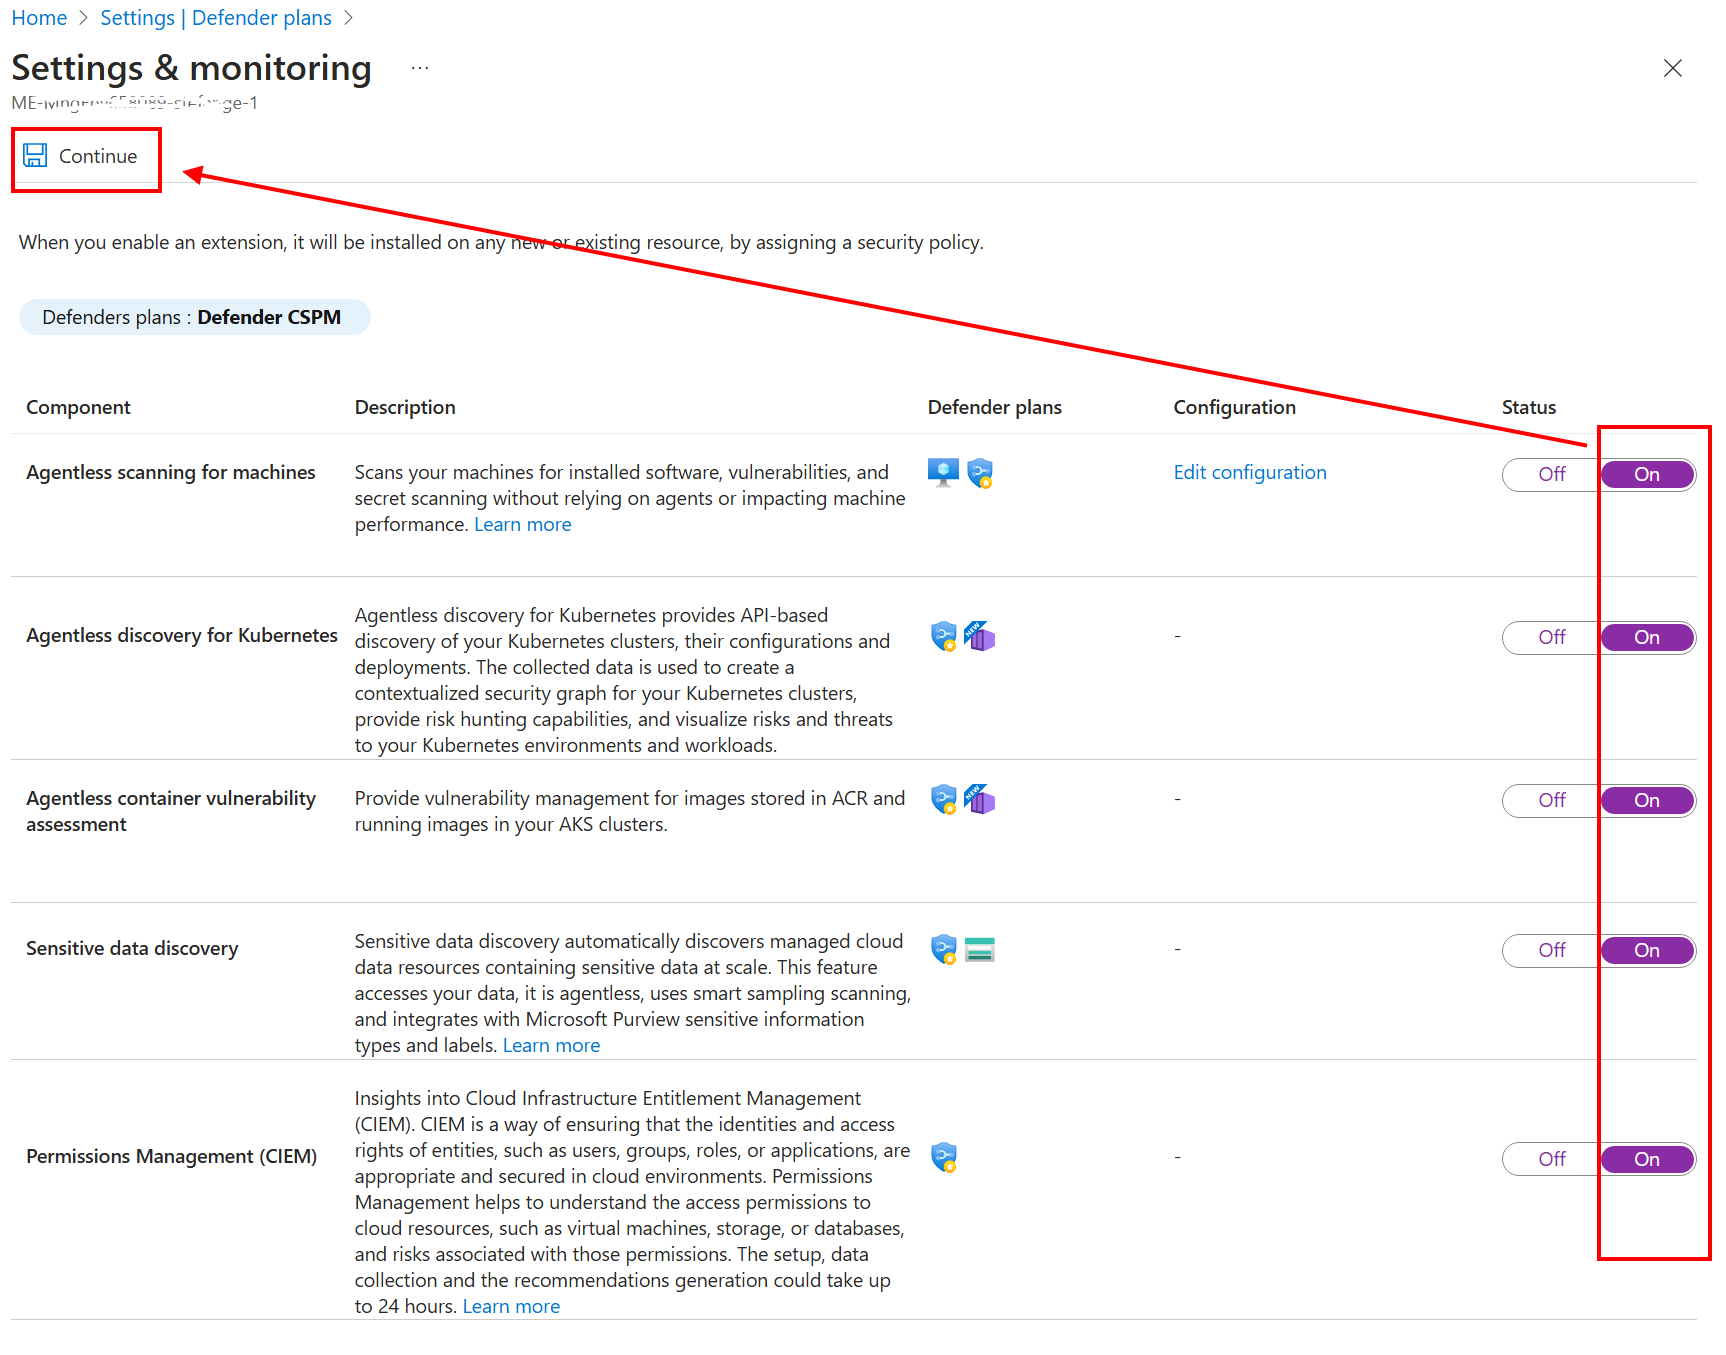 Home > Settings | Defender plans >
Settings & monitoring ...
Continue
When you enable an extension, it will be installed on any new or existing resource, by assigning a security policy.
Defenders plans : Defender CSPM
Component Description Defender plans Configuration Status
Agentless scanning for machines
Scans your machines for installed software, vulnerabilities, and
secret scanning without relying on agents or impacting machine
performance. Learn more
Edit configuration
Off On
Agentless discovery for Kubernetes
Agentless discovery for Kubernetes provides API-based
discovery of your Kubernetes clusters, their configurations and
deployments. The collected data is used to create a
contextualized security graph for your Kubernetes clusters,
provide risk hunting capabilities, and visualize risks and threats
to your Kubernetes environments and workloads.
NEW
-
Off On
Agentless container vulnerability
assessment
Provide vulnerability management for images stored in ACR and
running images in your AKS clusters.
NEW
-
Off On
Sensitive data discovery
Sensitive data discovery automatically discovers managed cloud
data resources containing sensitive data at scale. This feature
accesses your data, it is agentless, uses smart sampling scanning,
and integrates with Microsoft Purview sensitive information
types and labels. Learn more
-
Off On
Permissions Management (CIEM)
Insights into Cloud Infrastructure Entitlement Management
(CIEM). CIEM is a way of ensuring that the identities and access
rights of entities, such as users, groups, roles, or applications, are
appropriate and secured in cloud environments. Permissions
Management helps to understand the access permissions to
cloud resources, such as virtual machines, storage, or databases,
and risks associated with those permissions. The setup, data
collection and the recommendations generation could take up
to 24 hours. Learn more
-
Off On